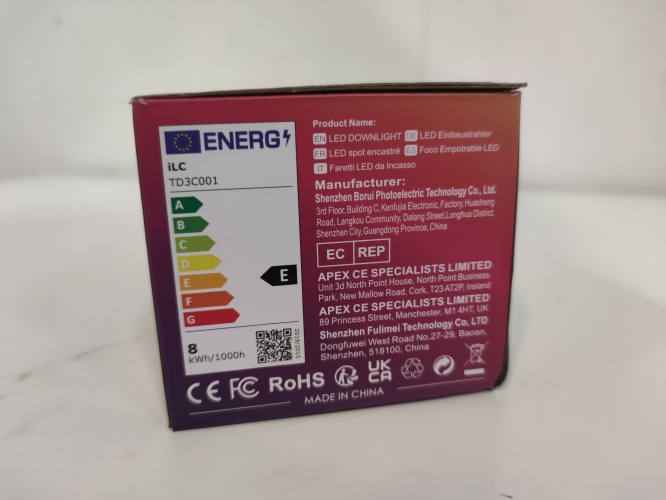 ENERG
iLC
TD3C001
A
B
C
D
E
F
G
E
8
kWh/1000h
2019/2015
Product Name:
EN LED DOWNLIGHT DE LED Einbaustrahler
FR LED spot encastré ES Foco Empotrable LED
IT Faretti LED da Incasso
Manufacturer:
Shenzhen Borui Photoelectric Technology Co., Ltd.
3rd Floor, Building C, Kenfujia Electronic, Factory, Huasheng
Road, Langkou Community, Dalang Street, Longhua District,
Shenzhen City, Guangdong Province, China
EC REP
APEX CE SPECIALISTS LIMITED
Unit 3d North Point House, North Point Business
Park, New Mallow Road, Cork, T23 AT2P, Ireland
APEX CE SPECIALISTS LIMITED
89 Princess Street, Manchester, M1 4HT, UK
Shenzhen Fulimei Technology Co., LTD
Dongfuwei West Road No.27-29, Baoan,
Shenzhen, 518100, China
CE FC RoHS UK
CA
MADE IN CHINA